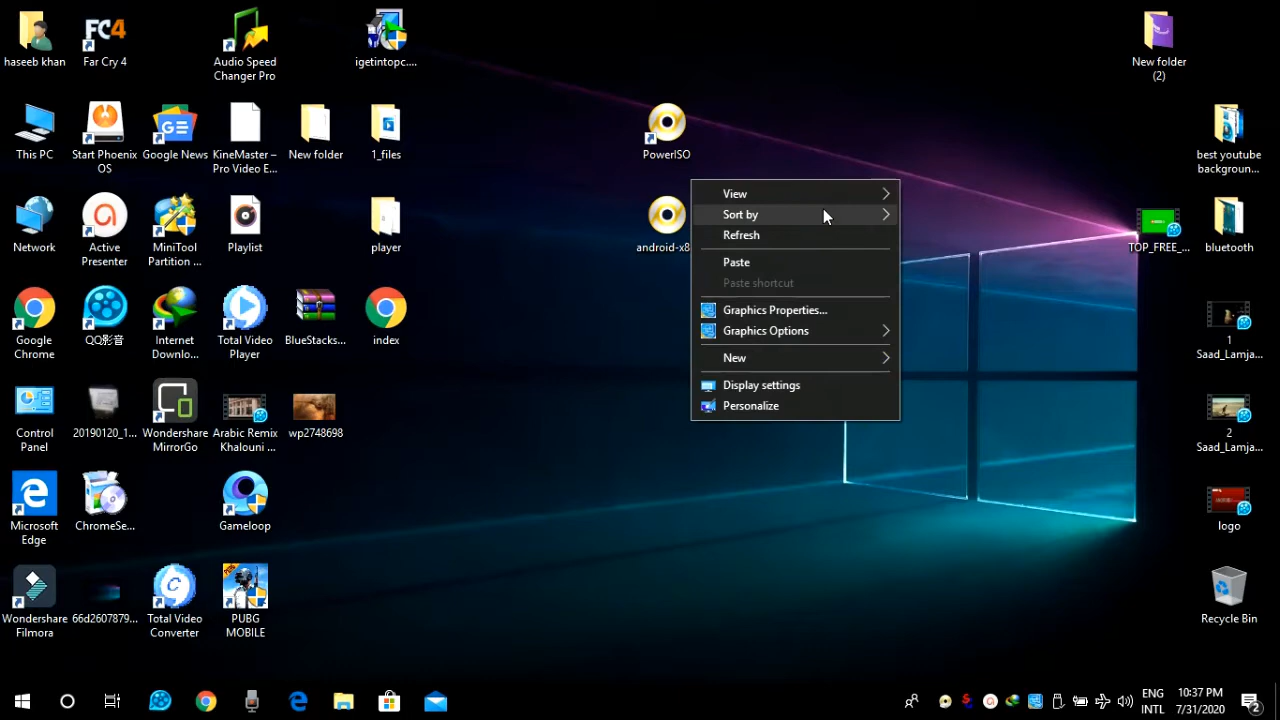 haseeb khan
Far Cry 4
Audio Speed
Changer Pro
igetintopc....
New folder
(2)
This PC
Start Phoenix
OS
Google News
KineMaster –
Pro Video E...
New folder
1_files
PowerISO
best youtube
backgroun...
Network
Active
Presenter
MiniTool
Partition ...
Playlist
player
android-x8
TOP_FREE_...
bluetooth
View
Sort by
Refresh
Paste
Paste shortcut
Graphics Properties...
Graphics Options
New
Display settings
Personalize
Google
Chrome
QQ影音
Internet
Downlo...
Total Video
Player
BlueStacks...
index
1
Saad_Lamja...
Control
Panel
20190120_1...
Wondershare
MirrorGo
Arabic Remix
Khalouni ...
wp2748698
2
Saad_Lamja...
Microsoft
Edge
ChromeSe...
Gameloop
logo
Wondershare
Filmora
66d2607879...
Total Video
Converter
PUBG
MOBILE
Recycle Bin
ENG
INTL
10:37 PM
7/31/2020
2